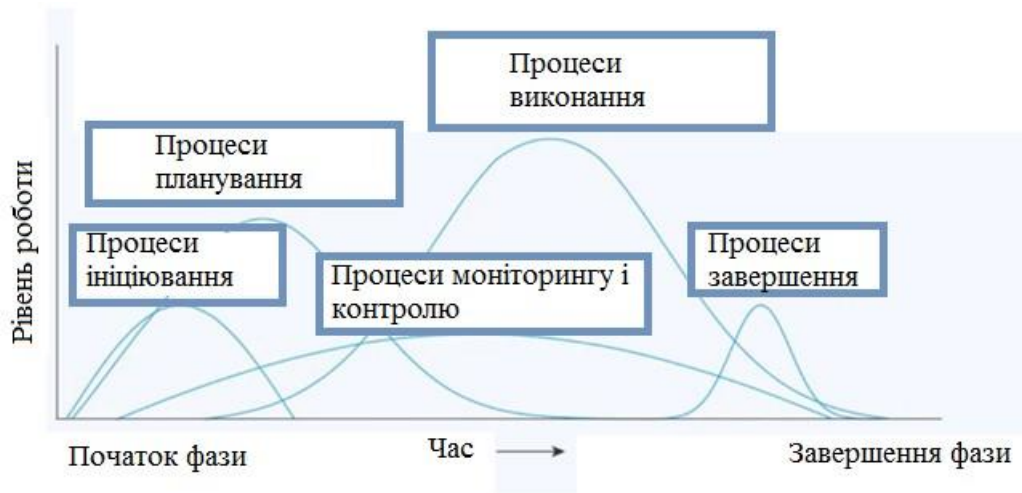 Процеси
виконання
Процеси
планування
Процеси
ініціювання
Процеси моніторингу і
контролю
Процеси
завершення
Рівень роботи
Початок фази
Час
Завершення фази